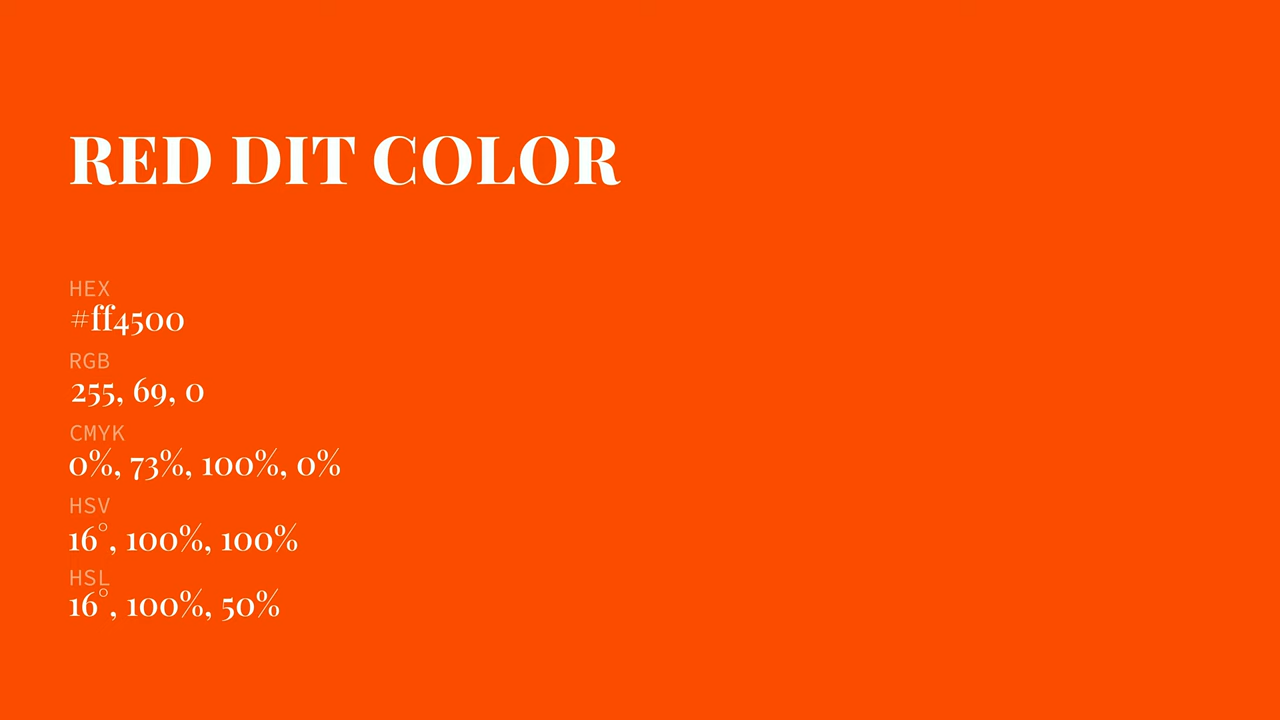 RED DIT COLOR
HEX
#ff4500
RGB
255, 69, 0
CMYK
0%, 73%, 100%, 0%
HSV
16°, 100%, 100%
HSL
16°, 100%, 50%